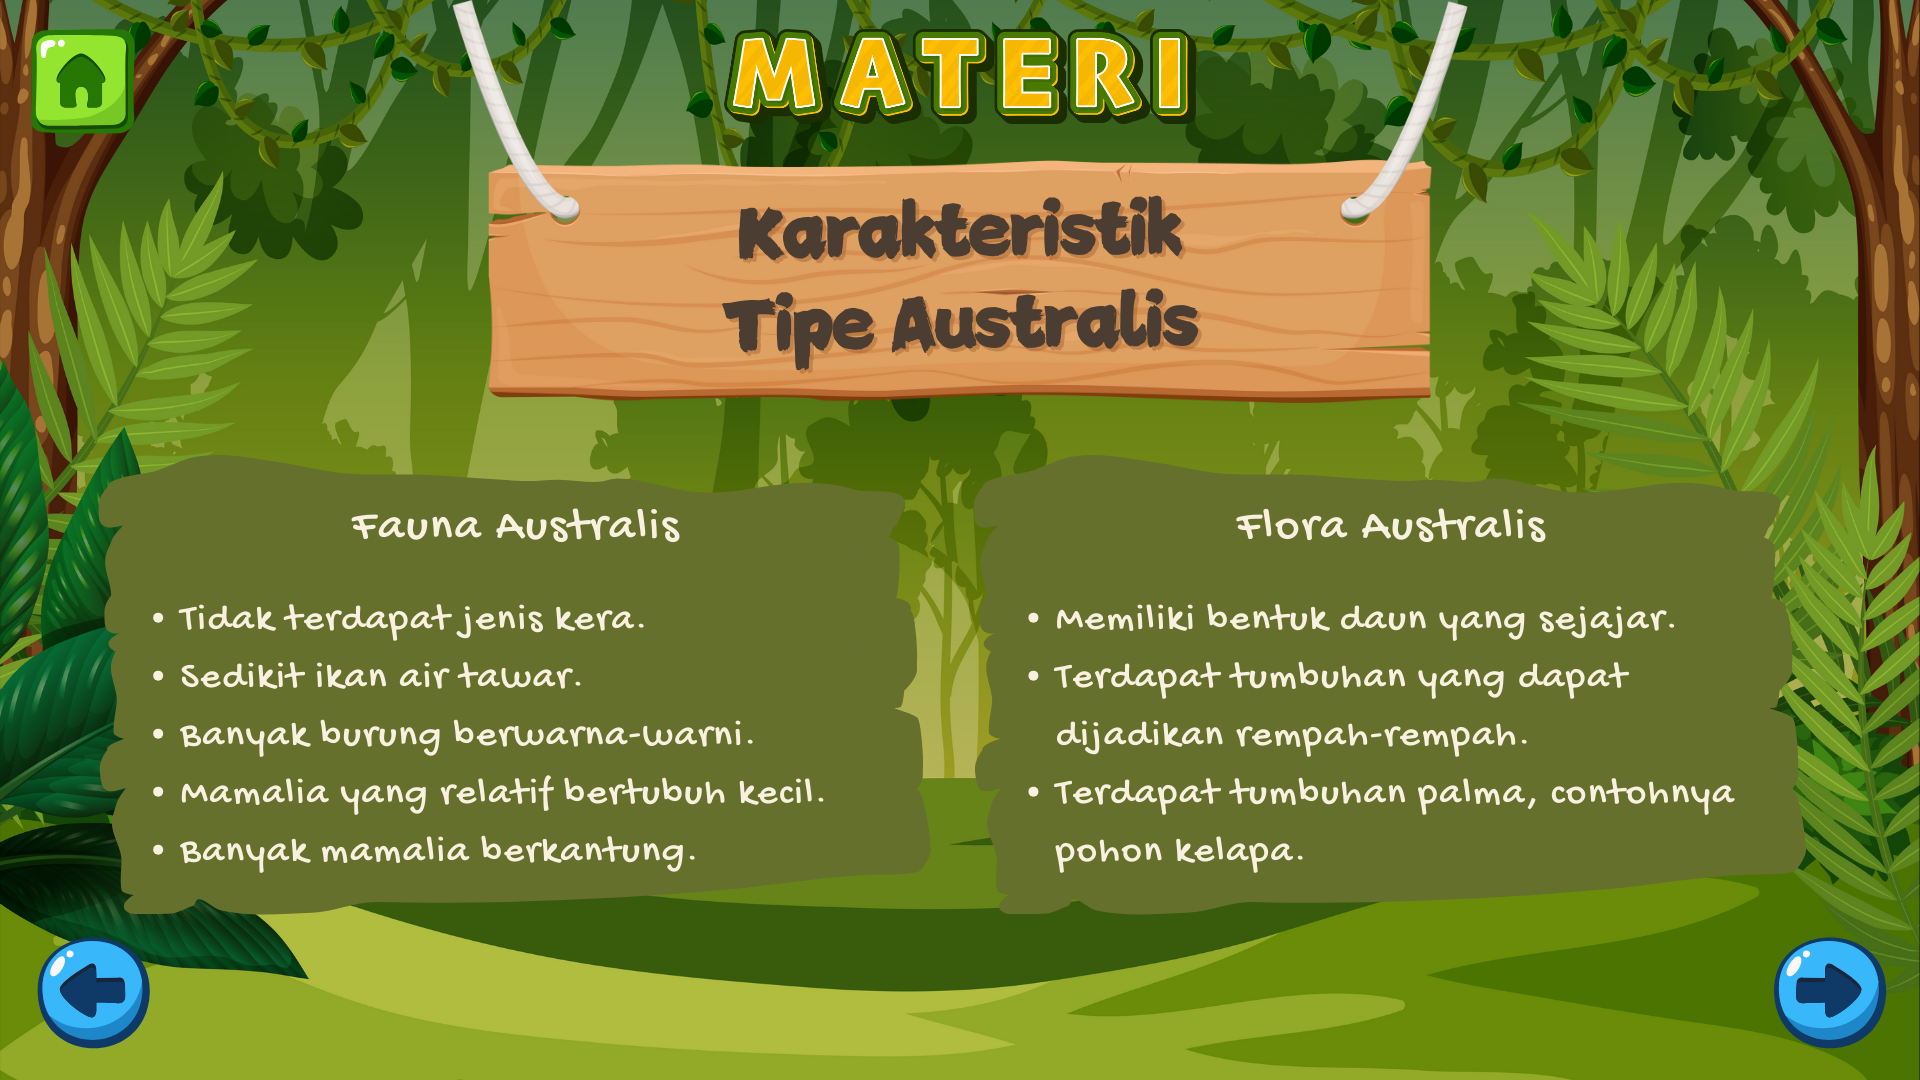 MATERI
Karakteristik
Tipe Australis
Fauna Australis
• Tidak terdapat jenis kera.
• Sedikit ikan air tawar.
• Banyak burung berwarna-warni.
• Mamalia yang relatif bertubuh kecil.
• Banyak mamalia berkantung.
Flora Australis
• Memiliki bentuk daun yang sejajar.
• Terdapat tumbuhan yang dapat
dijadikan rempah-rempah.
• Terdapat tumbuhan palma, contohnya
pohon kelapa.